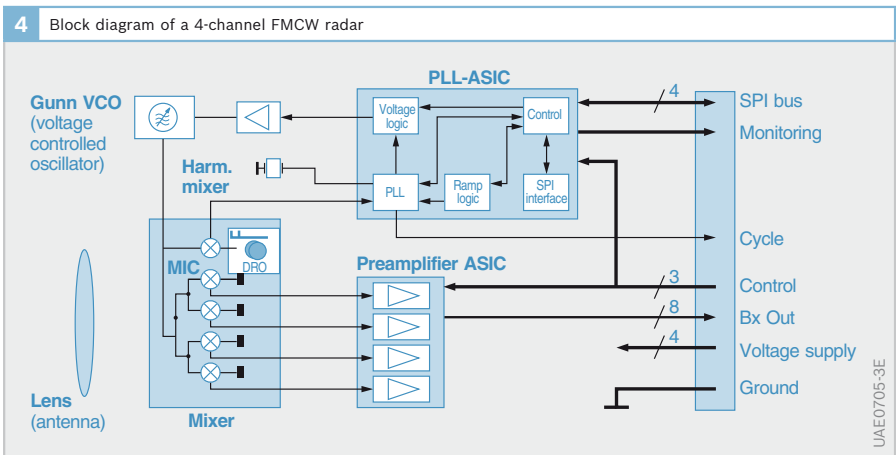 4 Block diagram of a 4-channel FMCW radar
PLL-ASIC
Gunn VCO
(voltage
controlled
oscillator)
Voltage
logic
Control
4
SPI bus
Monitoring
Harm.
mixer
PLL
Ramp
logic
SPI
interface
Cycle
MIC
DRO
Preamplifier ASIC
3
Control
8
Bx Out
4
Voltage supply
Ground
Lens
(antenna)
Mixer
UAE0705-3E